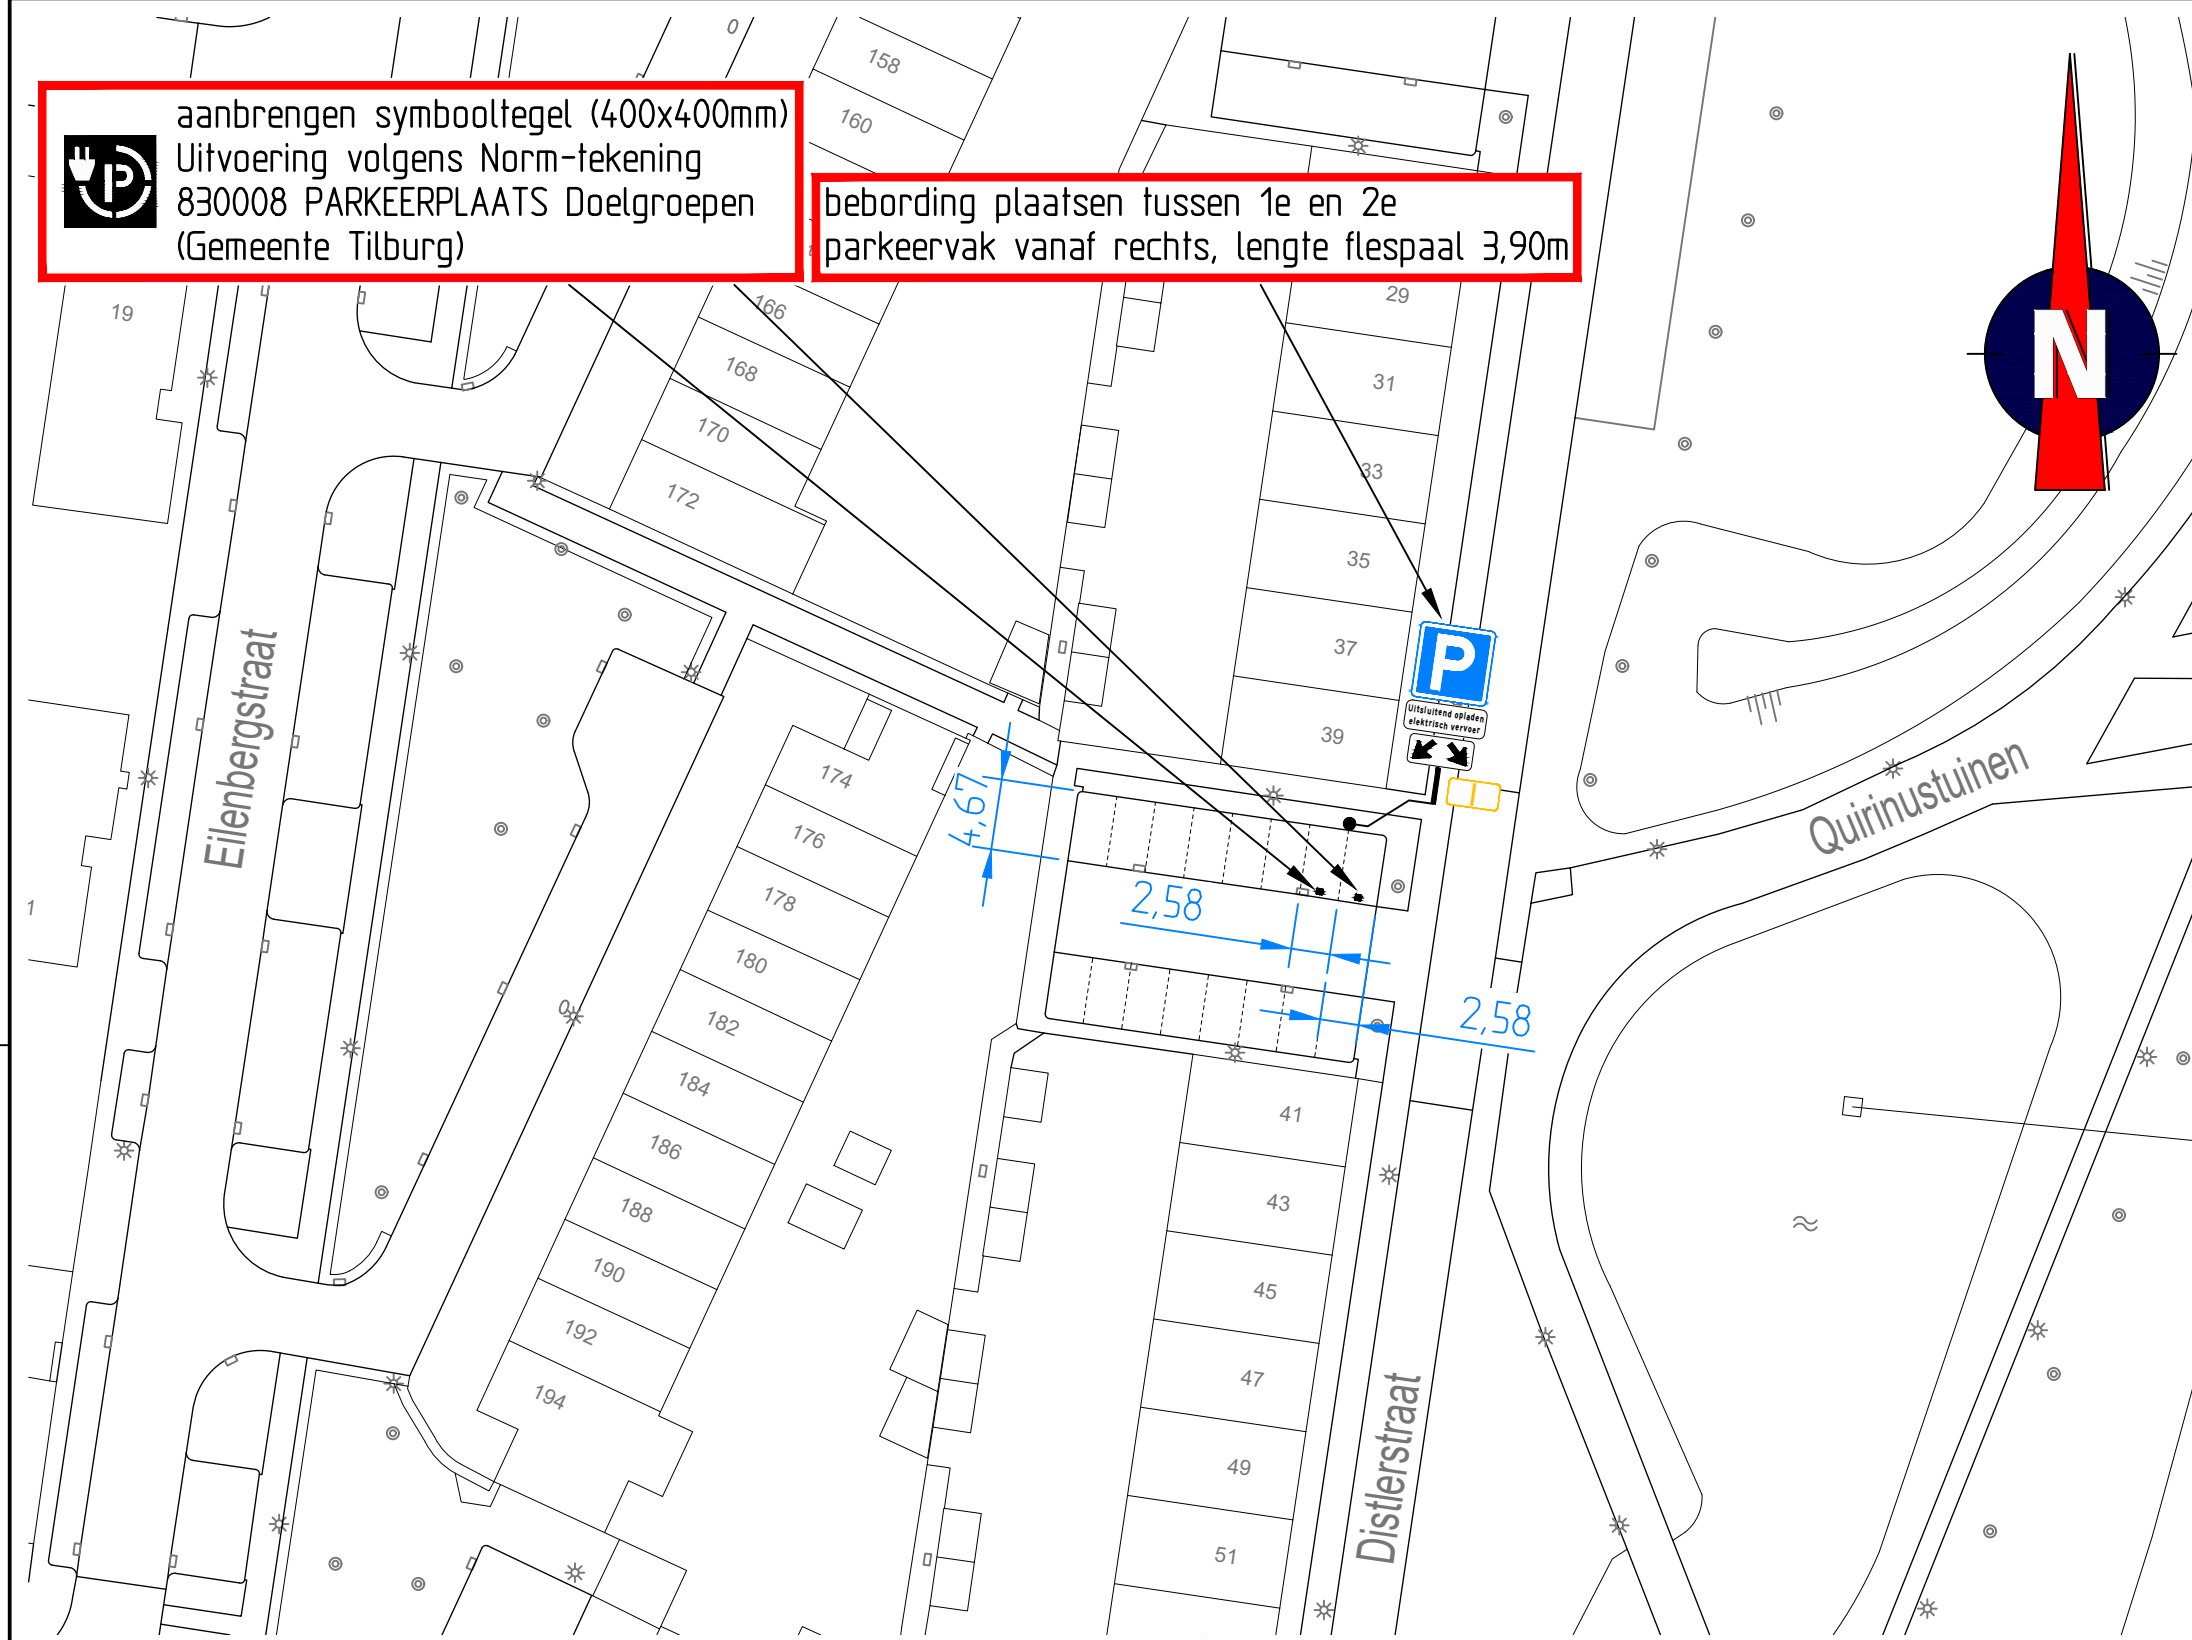 aanbrengen symbooltegel (400x400mm)
Uitvoering volgens Norm-tekening
830008 PARKEERPLAATS Doelgroepen
(Gemeente Tilburg)
P
bebording plaatsen tussen 1e en 2e
parkeervak vanaf rechts, lengte flespaal 3,90m
N
0
158
160
166
168
170
172
19
29
31
33
35
37
39
P
Uitsluitend opladen
elektrisch vervoer
Eilenbergstraat
Quirinustuinen
4,67
2,58
2,58
174
176
178
180
182
184
186
188
190
192
194
0
1
41
43
45
47
49
51
Distlerstraat